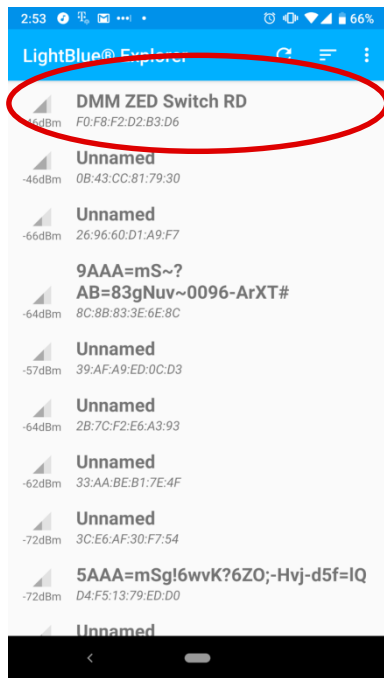 2:53 66%
LightBlue® Explorer
DMM ZED Switch RD
-46dBm F0:F8:F2:D2:B3:D6
Unnamed
-46dBm 0B:43:CC:81:79:30
Unnamed
-66dBm 26:96:60:D1:A9:F7
9AAA=mS~?
AB=83gNuv~0096-ArXT#
-64dBm 8C:8B:83:3E:6E:8C
Unnamed
-57dBm 39:AF:A9:ED:0C:D3
Unnamed
-64dBm 2B:7C:F2:E6:A3:93
Unnamed
-62dBm 33:AA:BE:B1:7E:4F
Unnamed
-72dBm 3C:E6:AF:30:F7:54
5AAA=mSg!6wvK?6ZO;-Hvj-d5f=lQ
-72dBm D4:F5:13:79:ED:D0
Unnamed